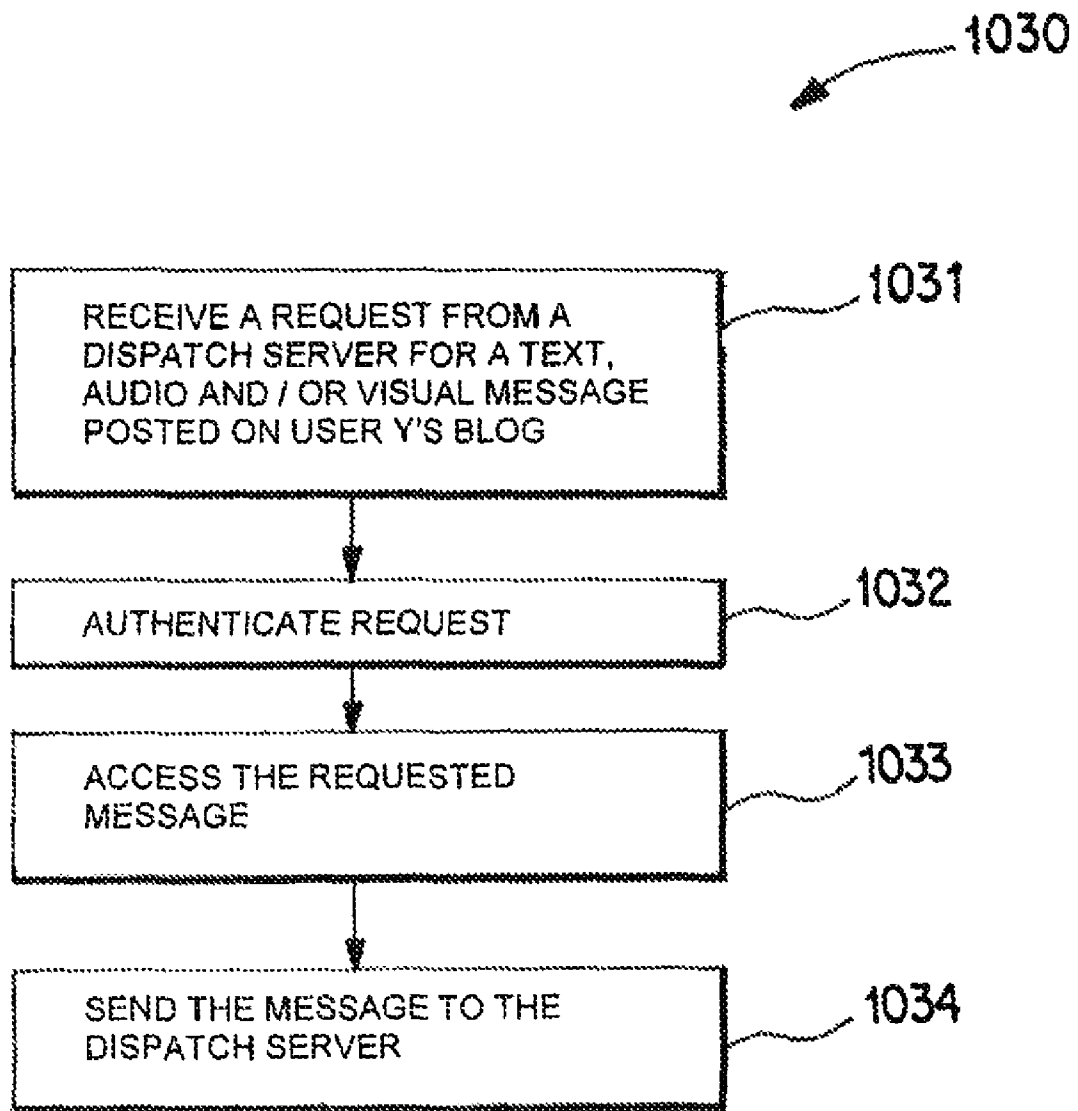 1030
1031
RECEIVE A REQUEST FROM A
DISPATCH SERVER FOR A TEXT,
AUDIO AND / OR VISUAL MESSAGE
POSTED ON USER Y'S BLOG
1032
AUTHENTICATE REQUEST
1033
ACCESS THE REQUESTED
MESSAGE
1034
SEND THE MESSAGE TO THE
DISPATCH SERVER